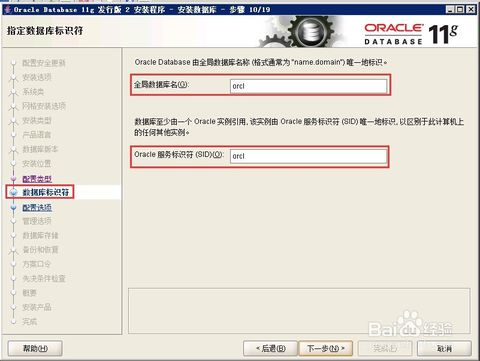 Oracle Database 11g 发行版 2 安装程序 - 安装数据库 - 步骤 10/19
指定数据库标识符
ORACLE
DATABASE 11g
配置安全更新
安装选项
系统类
网格安装选项
安装类型
产品语言
数据库版本
安装位置
配置类型
数据库标识符
配置选项
管理选项
数据库存储
备份和恢复
方案口令
先决条件检查
概要
安装产品
完成
Oracle Database 由全局数据库名称 (格式通常为 "name.domain") 唯一地标识。
全局数据库名(G): orcl
数据库至少由一个 Oracle 实例引用, 该实例由 Oracle 服务标识符 (SID) 唯一地标识, 以区别于此计算机上
的任何其他实例。
Oracle 服务标识符 (SID)(O): orcl
帮助(H)
< 后退(B)
下一步(N) >
完成(F)
取消
Baidu 经验